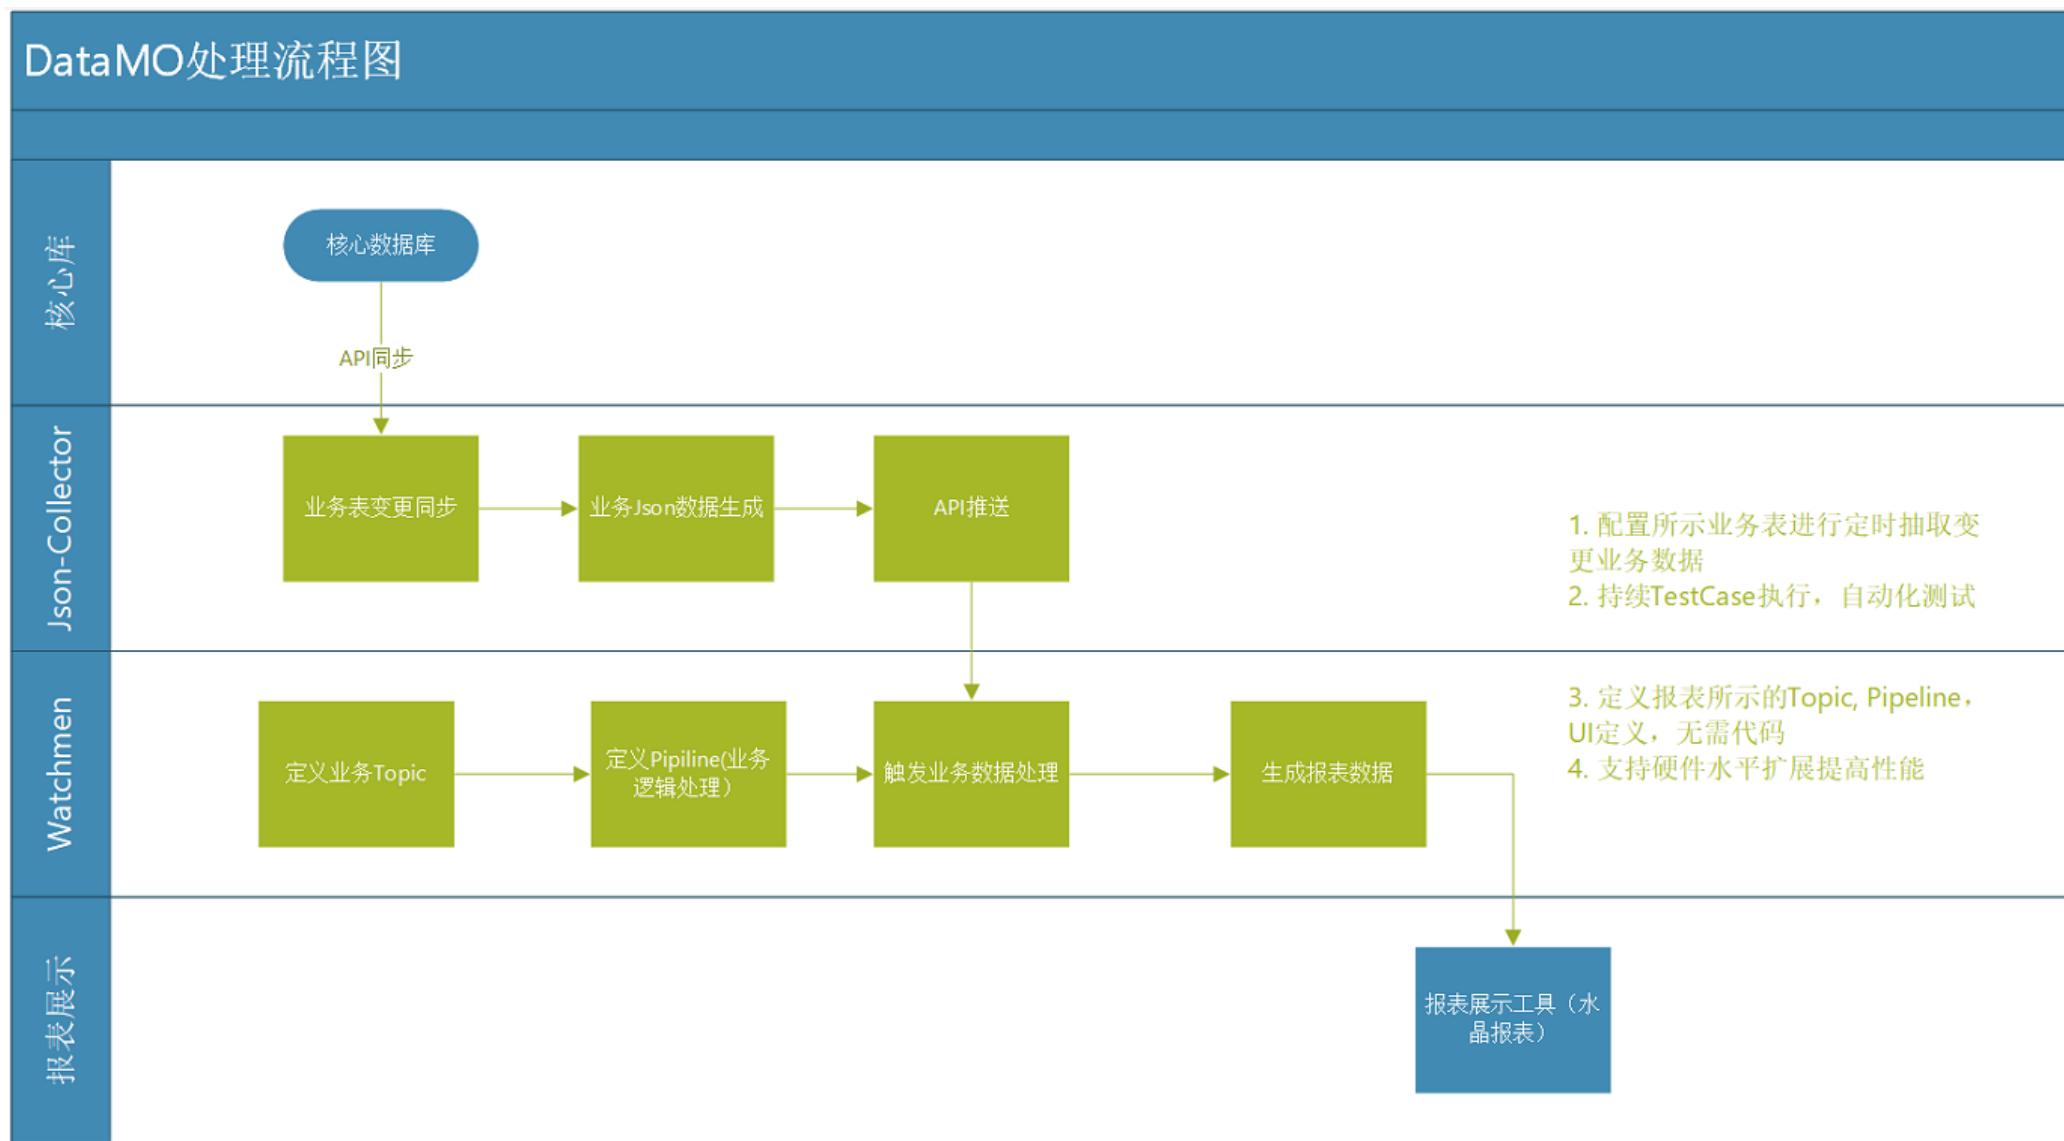 DataMO处理流程图
核心库
核心数据库
API同步
Json-Collector
业务表变更同步
业务Json数据生成
API推送
1. 配置所示业务表进行定时抽取变
更业务数据
2. 持续TestCase执行，自动化测试
Watchmen
定义业务Topic
定义Pipiline(业务
逻辑处理）
触发业务数据处理
生成报表数据
3. 定义报表所示的Topic, Pipeline，
UI定义，无需代码
4. 支持硬件水平扩展提高性能
报表展示
报表展示工具（水
晶报表）